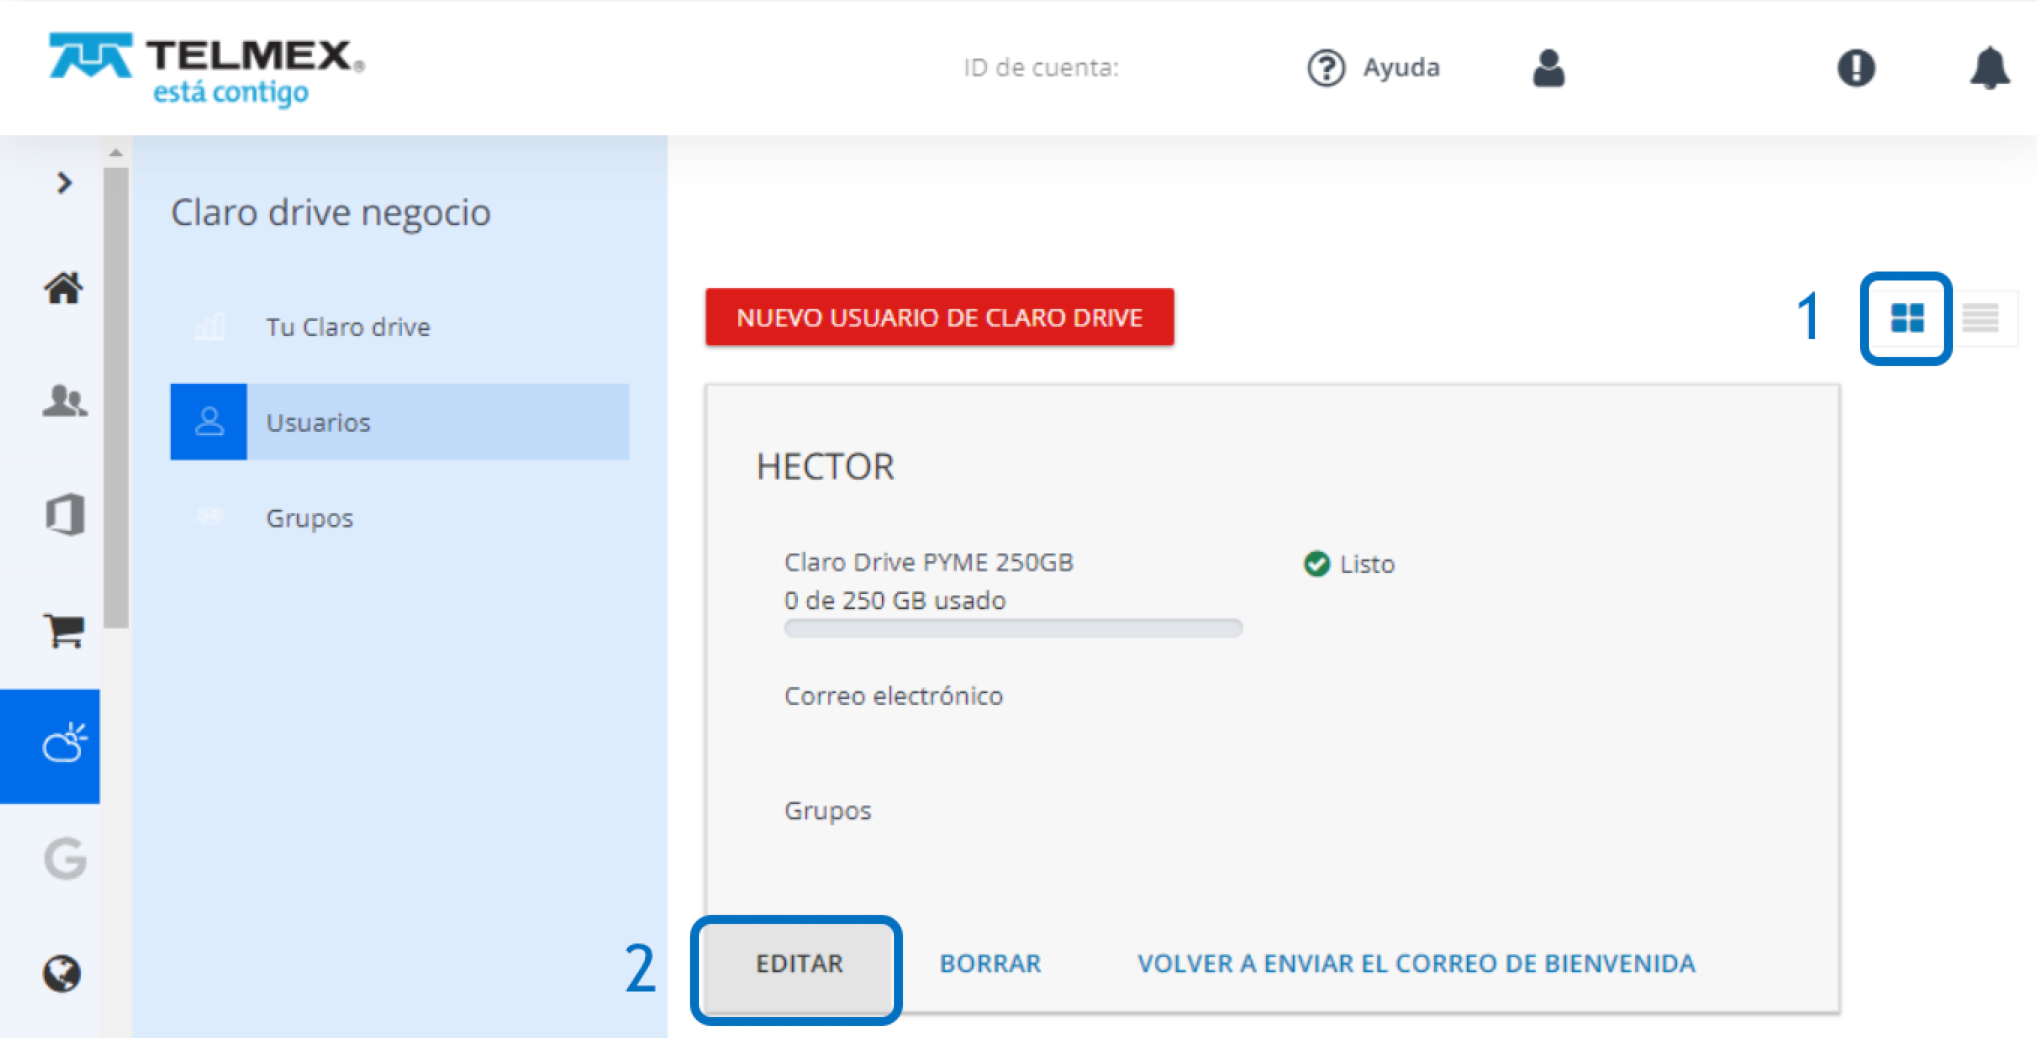 TELMEX®
está contigo
ID de cuenta:
Ayuda
Claro drive negocio
Tu Claro drive
Usuarios
Grupos
NUEVO USUARIO DE CLARO DRIVE
1
HECTOR
Claro Drive PYME 250GB
Listo
0 de 250 GB usado
Correo electrónico
Grupos
2
EDITAR
BORRAR
VOLVER A ENVIAR EL CORREO DE BIENVENIDA